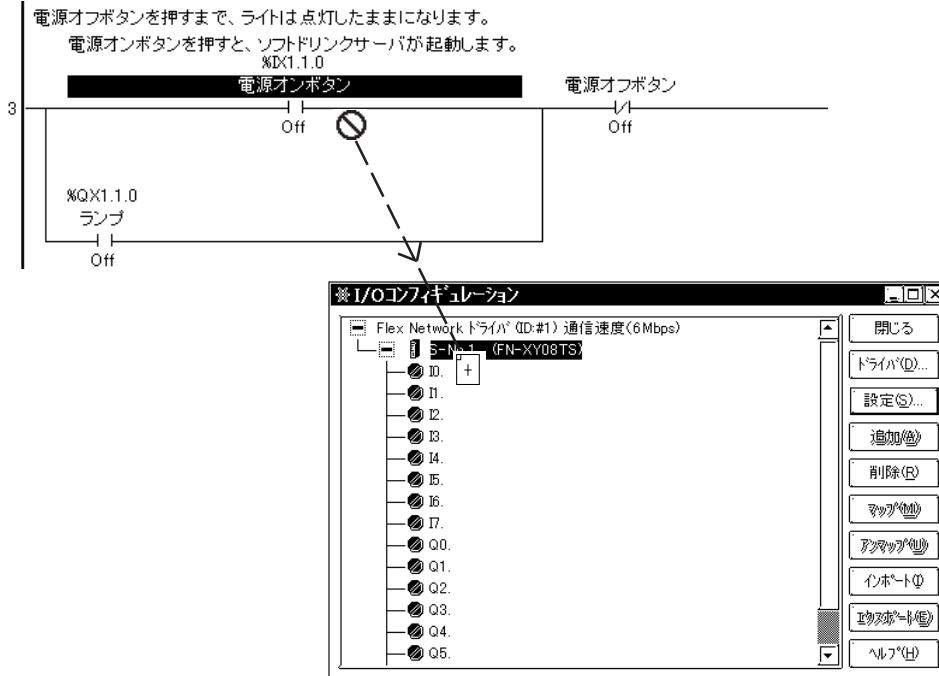 電源オフボタンを押すまで、ライトは点灯したままになります。
電源オンボタンを押すと、ソフトドリンクサーバが起動します。
%IX1.1.0
電源オンボタン
電源オフボタン
3
Off
Off
%QX1.1.0
ランプ
Off
I/Oコンフィギュレーション
Flex Network ドライバ (ID:#1) 通信速度(6Mbps)
S-No.1 (FN-XY08TS)
I0.
I1.
I2.
I3.
I4.
I5.
I6.
I7.
Q0.
Q1.
Q2.
Q3.
Q4.
Q5.
閉じる
ドライバ(D)...
設定(S)...
追加(A)
削除(R)
マップ(M)
アンマップ(U)
インポート(I)
エクスポート(E)
ヘルプ(H)